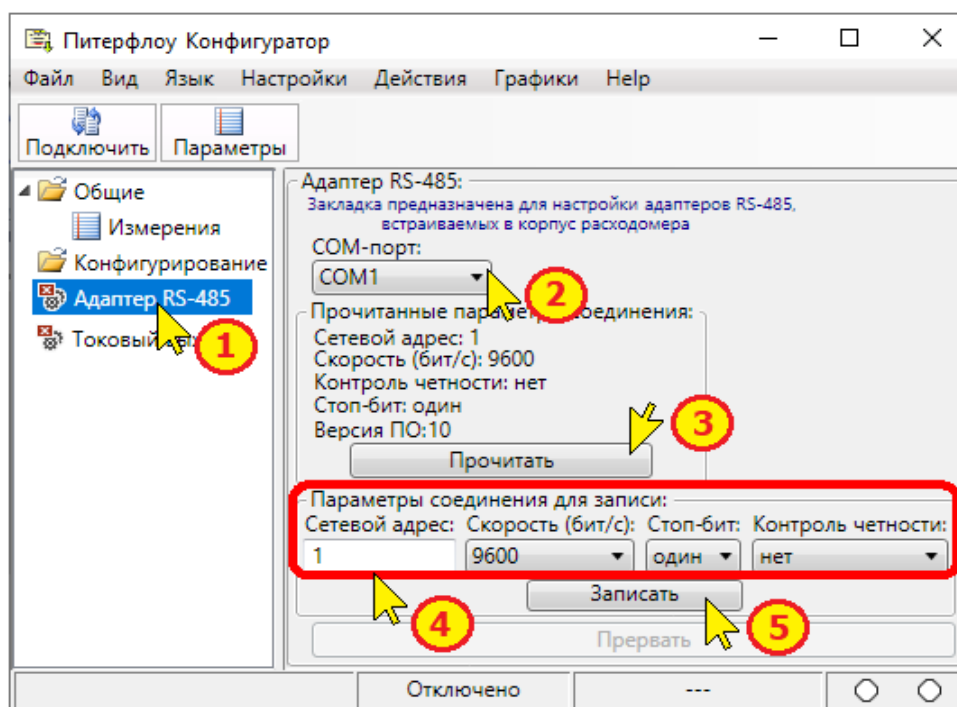 Питерфлоу Конфигуратор
Файл Вид Язык Настройки Действия Графики Help
Подключить Параметры
Общие
Измерения
Конфигурирование
Адаптер RS-485
1
Токовый
Адаптер RS-485:
Закладка предназначена для настройки адаптеров RS-485,
встраиваемых в корпус расходомера
COM-порт:
COM1
2
Прочитанные параметры соединения:
Сетевой адрес: 1
Скорость (бит/с): 9600
Контроль четности: нет
Стоп-бит: один
Версия ПО:10
3
Прочитать
Параметры соединения для записи:
Сетевой адрес: Скорость (бит/с): Стоп-бит: Контроль четности:
1 9600 один нет
Записать
4 5
Прервать
Отключено ---